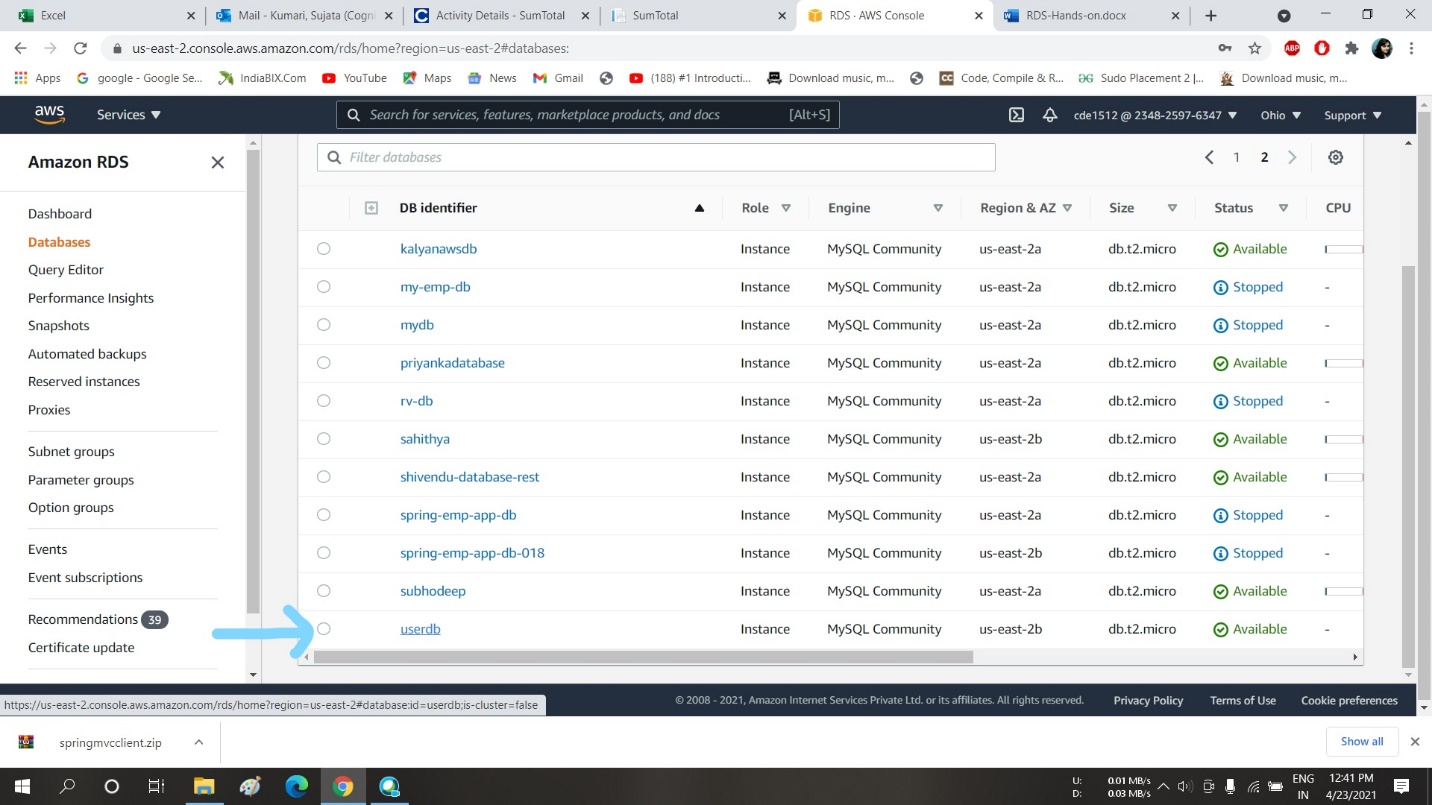 Excel
Mail - Kumari, Sujata (Cogni
Activity Details - SumTotal
SumTotal
RDS · AWS Console
RDS-Hands-on.docx
us-east-2.console.aws.amazon.com/rds/home?region=us-east-2#databases:
ABP
Apps
google - Google Se...
IndiaBIX.Com
YouTube
Maps
News
Gmail
(188) #1 Introducti...
Download music, m...
CC Code, Compile & R...
Sudo Placement 2 |...
Download music, m...
aws
Services
Search for services, features, marketplace products, and docs [Alt+S]
cde1512 @ 2348-2597-6347
Ohio
Support
Amazon RDS
Dashboard
Databases
Query Editor
Performance Insights
Snapshots
Automated backups
Reserved instances
Proxies
Subnet groups
Parameter groups
Option groups
Events
Event subscriptions
Recommendations 39
Certificate update
Filter databases
1 2
DB identifier Role Engine Region & AZ Size Status CPU
kalyanawsdb Instance MySQL Community us-east-2a db.t2.micro Available
my-emp-db Instance MySQL Community us-east-2a db.t2.micro Stopped -
mydb Instance MySQL Community us-east-2a db.t2.micro Stopped -
priyankadatabase Instance MySQL Community us-east-2a db.t2.micro Available
rv-db Instance MySQL Community us-east-2a db.t2.micro Stopped -
sahithya Instance MySQL Community us-east-2b db.t2.micro Available
shivendu-database-rest Instance MySQL Community us-east-2a db.t2.micro Available
spring-emp-app-db Instance MySQL Community us-east-2a db.t2.micro Stopped -
spring-emp-app-db-018 Instance MySQL Community us-east-2b db.t2.micro Stopped -
subhodeep Instance MySQL Community us-east-2b db.t2.micro Available
userdb Instance MySQL Community us-east-2b db.t2.micro Available -
https://us-east-2.console.aws.amazon.com/rds/home?region=us-east-2#database:id=userdb;is-cluster=false
© 2008 - 2021, Amazon Internet Services Private Ltd. or its affiliates. All rights reserved.
Privacy Policy
Terms of Use
Cookie preferences
springmvcclient.zip
Show all
U: 0.01 MB/s
D: 0.03 MB/s
ENG
IN
12:41 PM
4/23/2021